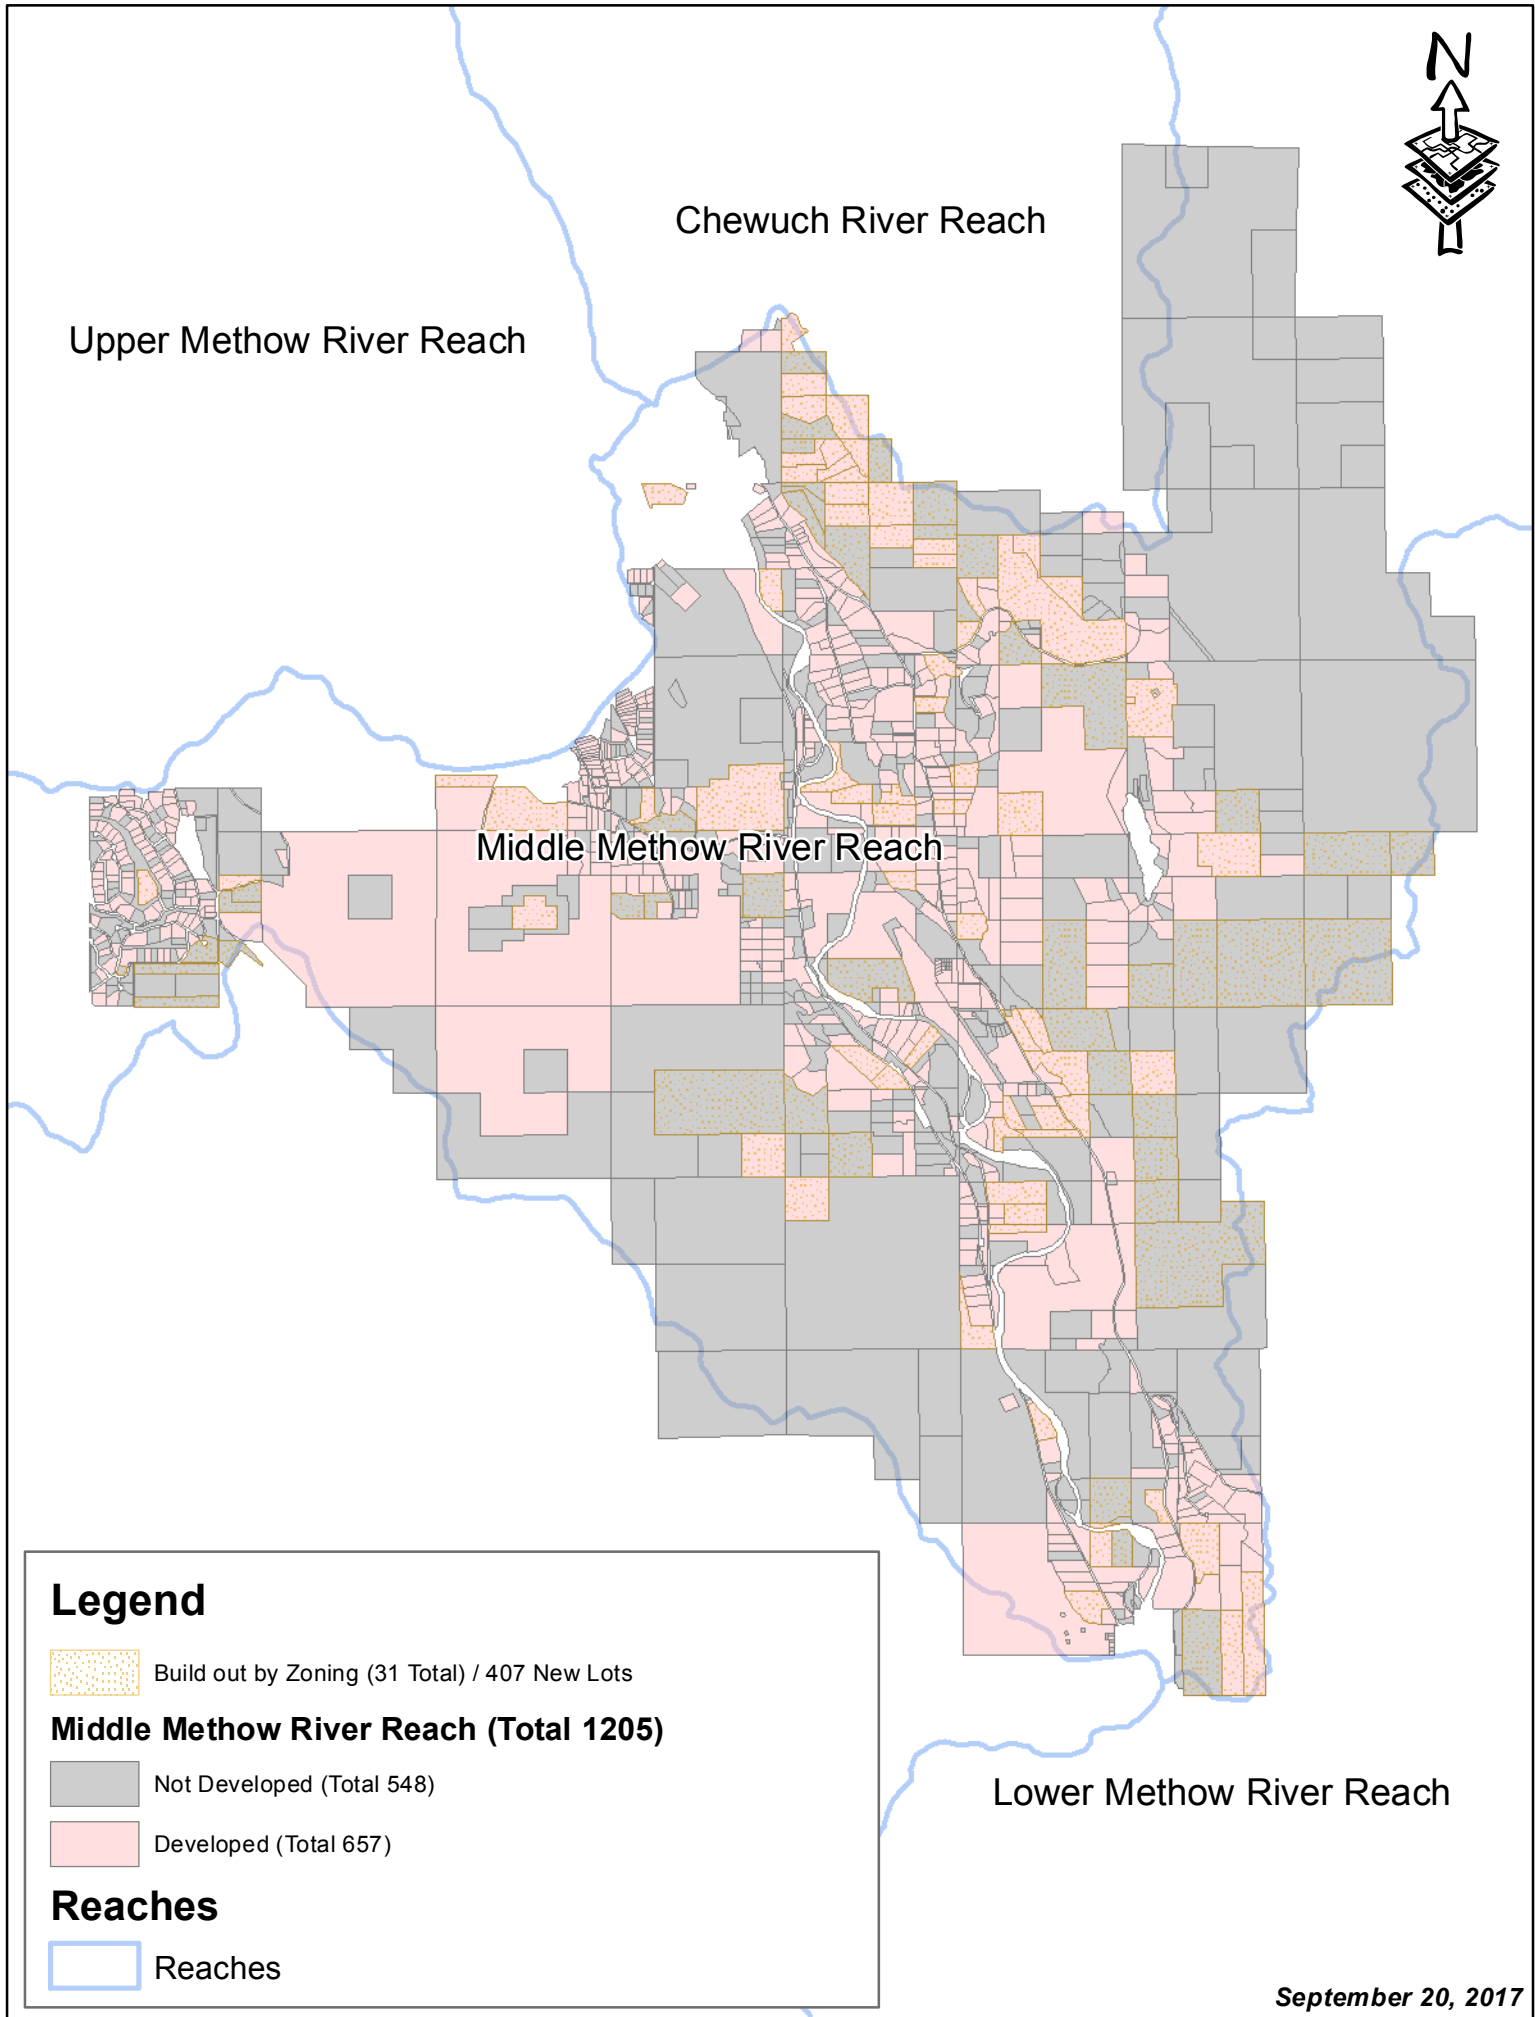 N
Chewuch River Reach
Upper Methow River Reach
Middle Methow River Reach
Legend
Build out by Zoning (31 Total) / 407 New Lots
Middle Methow River Reach (Total 1205)
Not Developed (Total 548)
Developed (Total 657)
Reaches
Reaches
Lower Methow River Reach
September 20, 2017